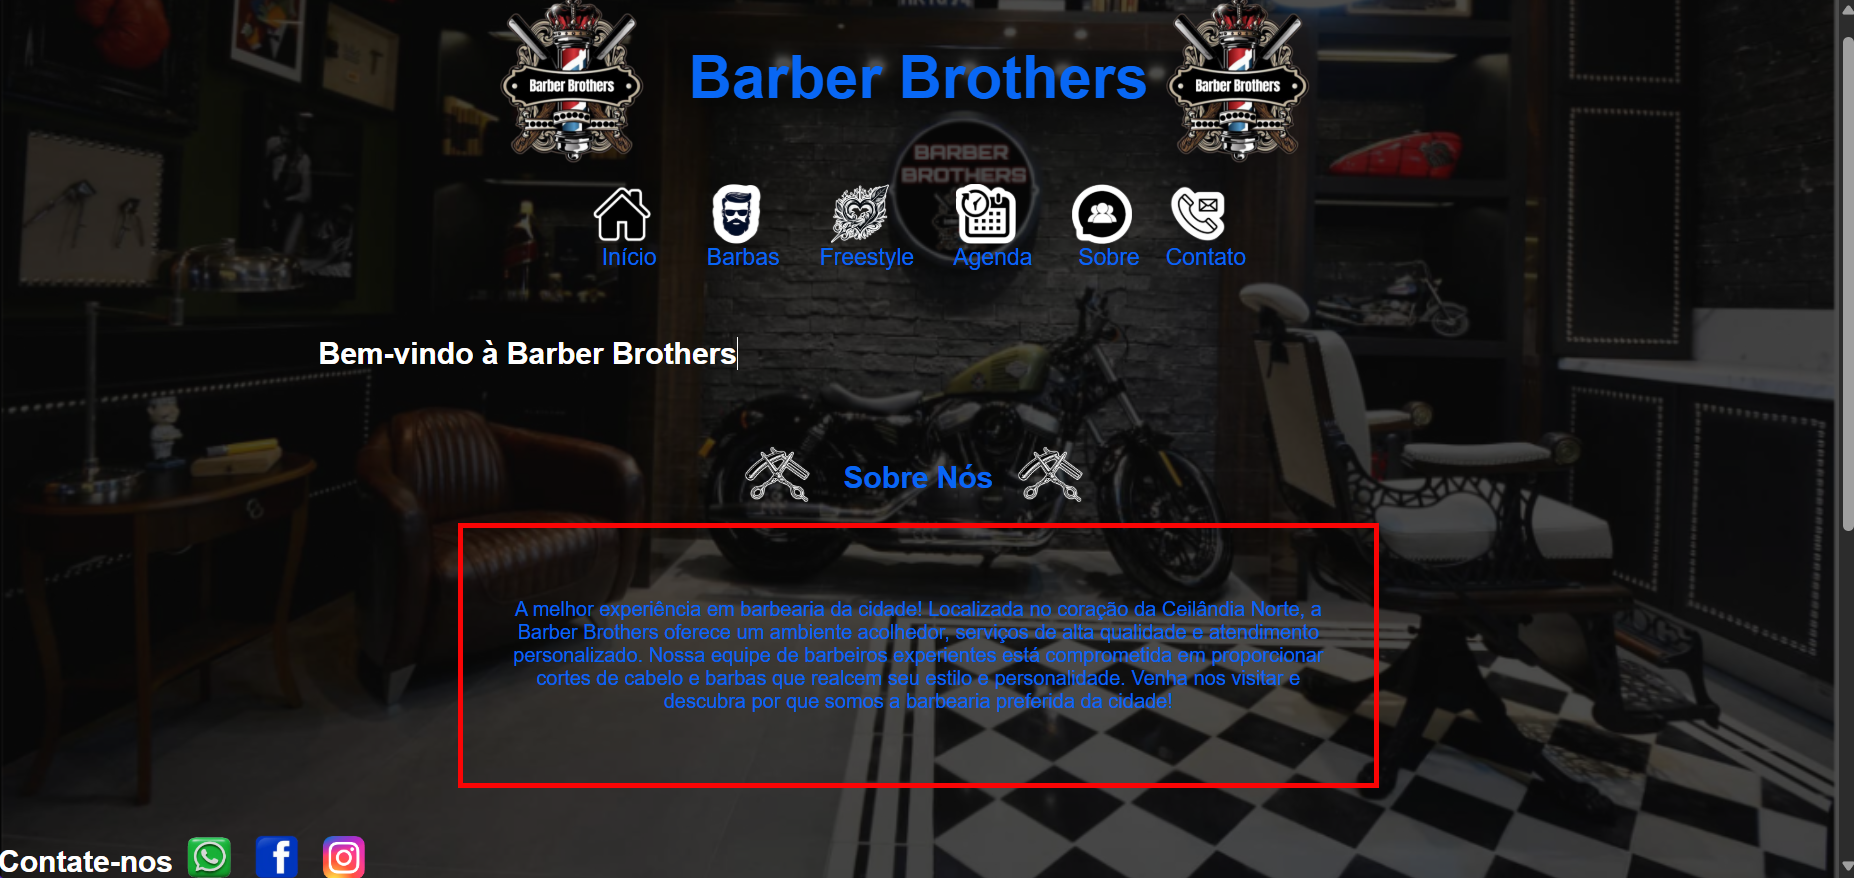 Barber Brothers
Barber Brothers
Barber Brothers
BARBER
BROTHERS
Início
Barbas
Freestyle
Agenda
Sobre
Contato
Bem-vindo à Barber Brothers
Sobre Nós
A melhor experiência em barbearia da cidade! Localizada no coração da Ceilândia Norte, a
Barber Brothers oferece um ambiente acolhedor, serviços de alta qualidade e atendimento
personalizado. Nossa equipe de barbeiros experientes está comprometida em proporcionar
cortes de cabelo e barbas que realcem seu estilo e personalidade. Venha nos visitar e
descubra por que somos a barbearia preferida da cidade!
Contate-nos